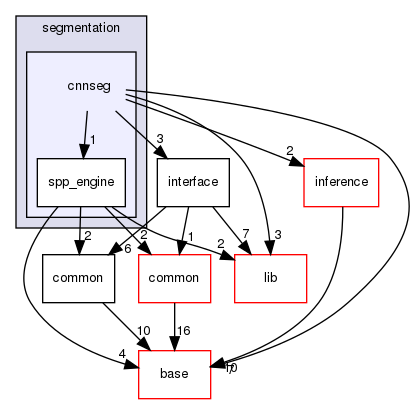 segmentation
cnnseg
1
3
2
spp_engine
interface
inference
2
6
2
1
2
7
3
common
common
lib
10
16
4
base